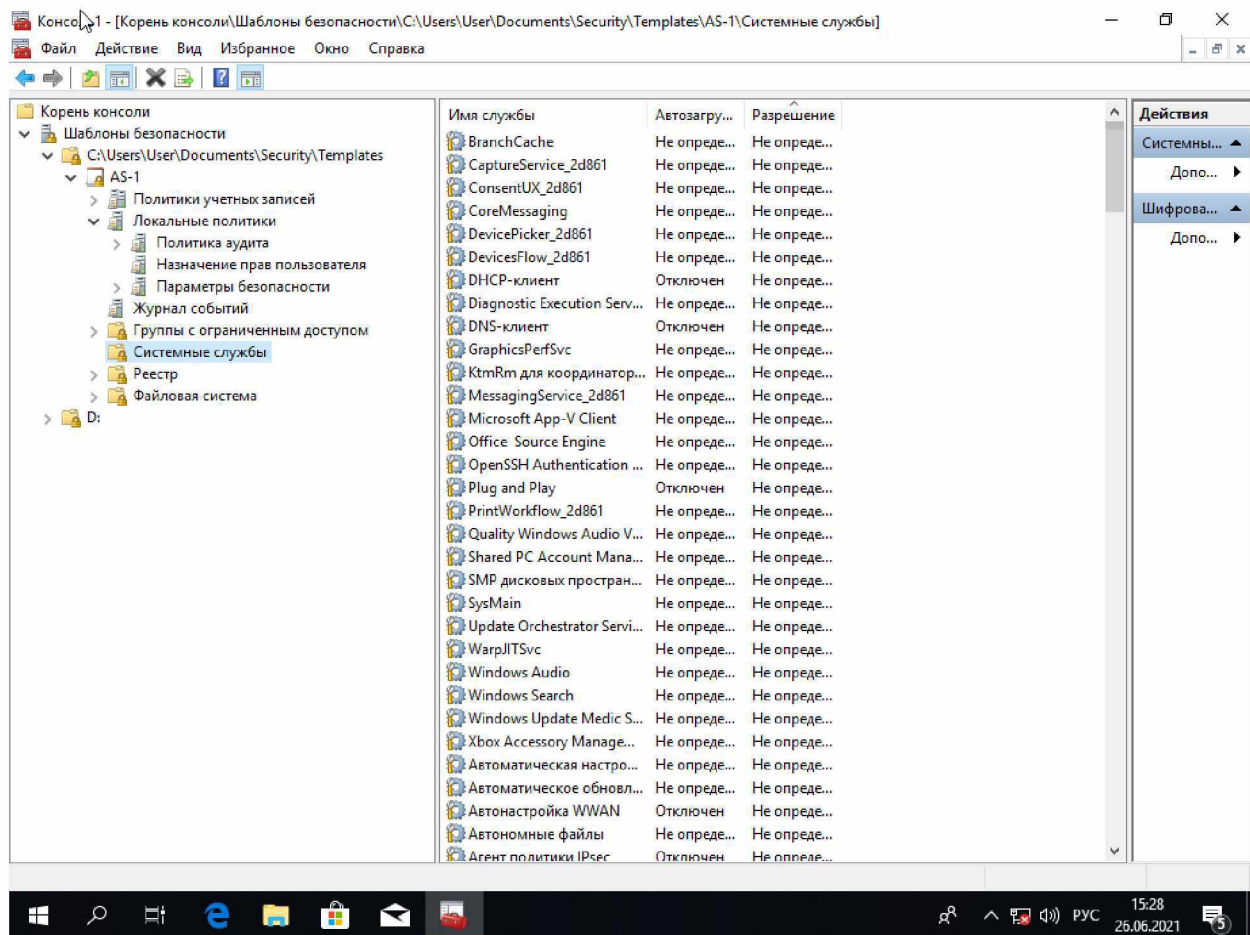 Консоль1 - [Корень консоли\Шаблоны безопасности\C:\Users\User\Documents\Security\Templates\AS-1\Системные службы]
Файл Действие Вид Избранное Окно Справка
Корень консоли
Шаблоны безопасности
C:\Users\User\Documents\Security\Templates
AS-1
Политики учетных записей
Локальные политики
Политика аудита
Назначение прав пользователя
Параметры безопасности
Журнал событий
Группы с ограниченным доступом
Системные службы
Реестр
Файловая система
D:
Имя службы Автозагру... Разрешение
BranchCache Не опреде... Не опреде...
CaptureService_2d861 Не опреде... Не опреде...
ConsentUX_2d861 Не опреде... Не опреде...
CoreMessaging Не опреде... Не опреде...
DevicePicker_2d861 Не опреде... Не опреде...
DevicesFlow_2d861 Не опреде... Не опреде...
DHCP-клиент Отключен Не опреде...
Diagnostic Execution Serv... Не опреде... Не опреде...
DNS-клиент Отключен Не опреде...
GraphicsPerfSvc Не опреде... Не опреде...
KtmRm для координатор... Не опреде... Не опреде...
MessagingService_2d861 Не опреде... Не опреде...
Microsoft App-V Client Не опреде... Не опреде...
Office Source Engine Не опреде... Не опреде...
OpenSSH Authentication ... Не опреде... Не опреде...
Plug and Play Отключен Не опреде...
PrintWorkflow_2d861 Не опреде... Не опреде...
Quality Windows Audio V... Не опреде... Не опреде...
Shared PC Account Mana... Не опреде... Не опреде...
SMP дисковых простран... Не опреде... Не опреде...
SysMain Не опреде... Не опреде...
Update Orchestrator Servi... Не опреде... Не опреде...
WarpJITSvc Не опреде... Не опреде...
Windows Audio Не опреде... Не опреде...
Windows Search Не опреде... Не опреде...
Windows Update Medic S... Не опреде... Не опреде...
Xbox Accessory Manage... Не опреде... Не опреде...
Автоматическая настро... Не опреде... Не опреде...
Автоматическое обновл... Не опреде... Не опреде...
Автонастройка WWAN Отключен Не опреде...
Автономные файлы Не опреде... Не опреде...
Агент политики IPsec Отключен Не опреде...
Действия
Системны...
Допо...
Шифрова...
Допо...
РУС
15:28
26.06.2021
5